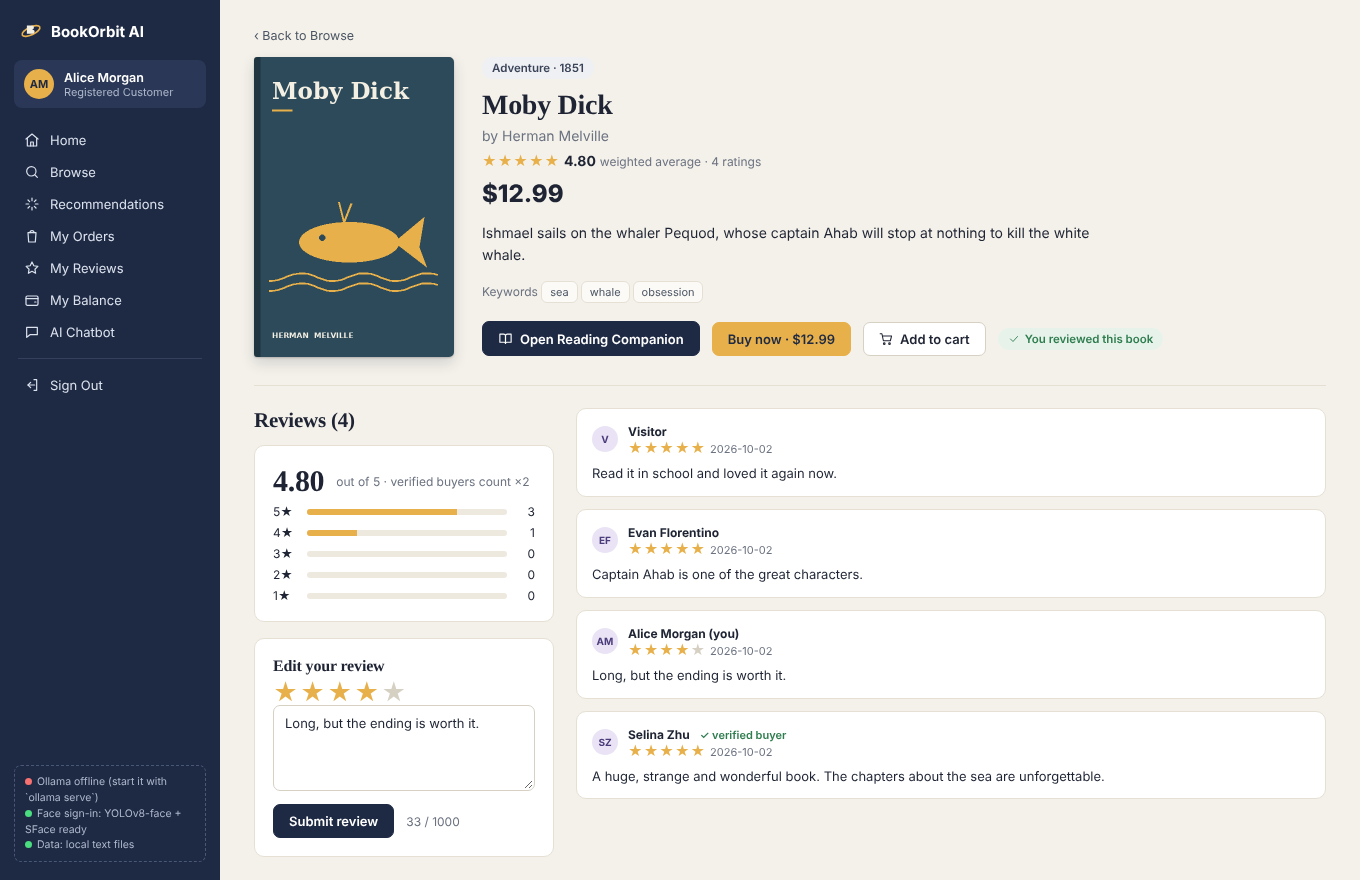 BookOrbit AI
AM
Alice Morgan
Registered Customer
Home
Browse
Recommendations
My Orders
My Reviews
My Balance
AI Chatbot
Sign Out
Ollama offline (start it with
`ollama serve`)
Face sign-in: YOLOv8-face +
SFace ready
Data: local text files
‹ Back to Browse
Moby Dick
HERMAN MELVILLE
Adventure · 1851
Moby Dick
by Herman Melville
★★★★★ 4.80 weighted average · 4 ratings
$12.99
Ishmael sails on the whaler Pequod, whose captain Ahab will stop at nothing to kill the white
whale.
Keywords sea whale obsession
Open Reading Companion
Buy now · $12.99
Add to cart
✓ You reviewed this book
Reviews (4)
4.80 out of 5 · verified buyers count ×2
5★ 3
4★ 1
3★ 0
2★ 0
1★ 0
Edit your review
★★★★★
Long, but the ending is worth it.
Submit review 33 / 1000
V
Visitor
★★★★★ 2026-10-02
Read it in school and loved it again now.
EF
Evan Florentino
★★★★★ 2026-10-02
Captain Ahab is one of the great characters.
AM
Alice Morgan (you)
★★★★★ 2026-10-02
Long, but the ending is worth it.
SZ
Selina Zhu ✓ verified buyer
★★★★★ 2026-10-02
A huge, strange and wonderful book. The chapters about the sea are unforgettable.